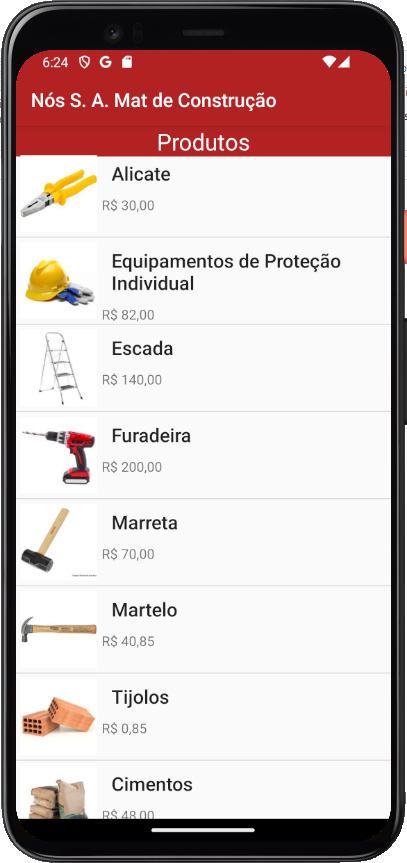 6:24
Nós S. A. Mat de Construção
Produtos
Alicate
R$ 30,00
Equipamentos de Proteção
Individual
R$ 82,00
Escada
R$ 140,00
Furadeira
R$ 200,00
Marreta
R$ 70,00
Martelo
R$ 40,85
Tijolos
R$ 0,85
Cimentos
R$ 48,00